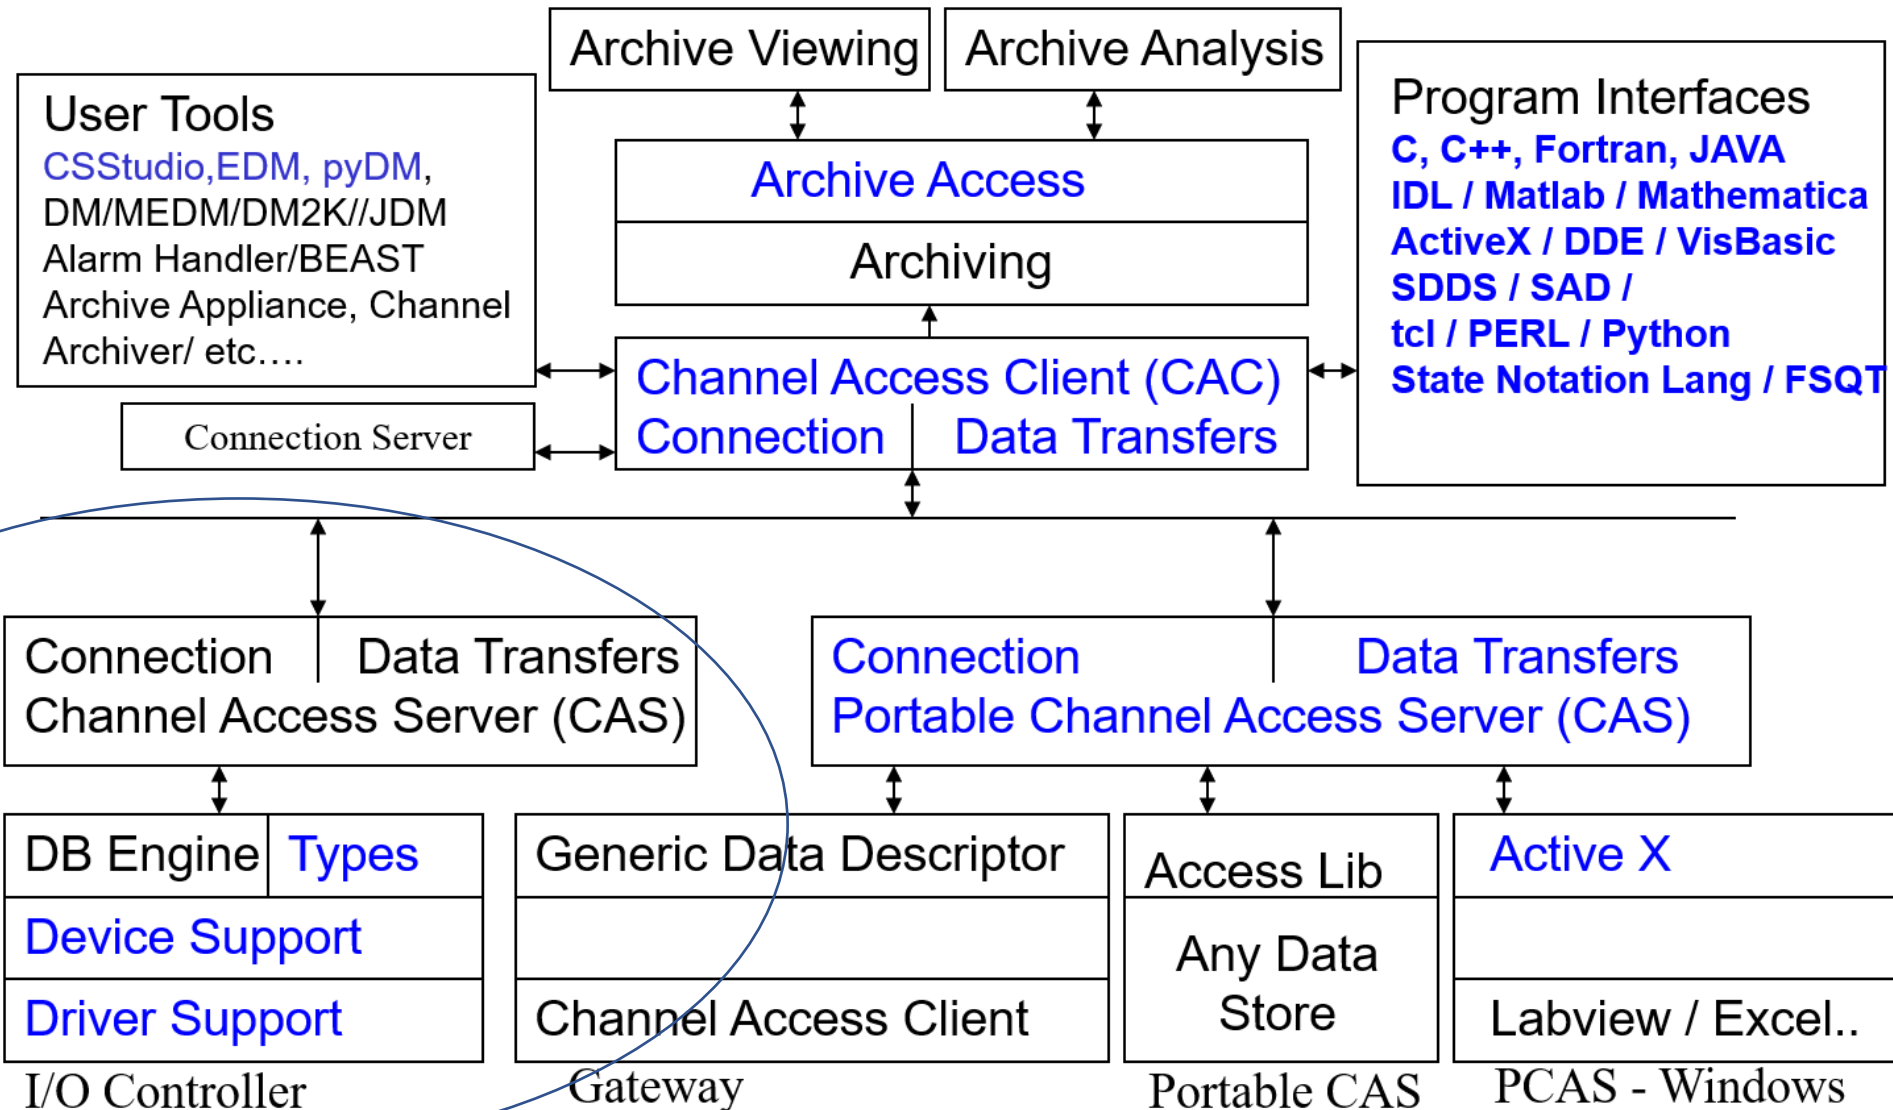 Archive Viewing
Archive Analysis
User Tools
CSStudio,EDM, pyDM,
DM/MEDM/DM2K//JDM
Alarm Handler/BEAST
Archive Appliance, Channel
Archiver/ etc….
Archive Access
Archiving
Program Interfaces
C, C++, Fortran, JAVA
IDL / Matlab / Mathematica
ActiveX / DDE / VisBasic
SDDS / SAD /
tcl / PERL / Python
State Notation Lang / FSQT
Channel Access Client (CAC)
Connection Data Transfers
Connection Server
Connection Data Transfers
Channel Access Server (CAS)
Connection Data Transfers
Portable Channel Access Server (CAS)
DB Engine Types
Device Support
Driver Support
I/O Controller
Generic Data Descriptor
Channel Access Client
Gateway
Access Lib
Any Data
Store
Portable CAS
Active X
Labview / Excel..
PCAS - Windows